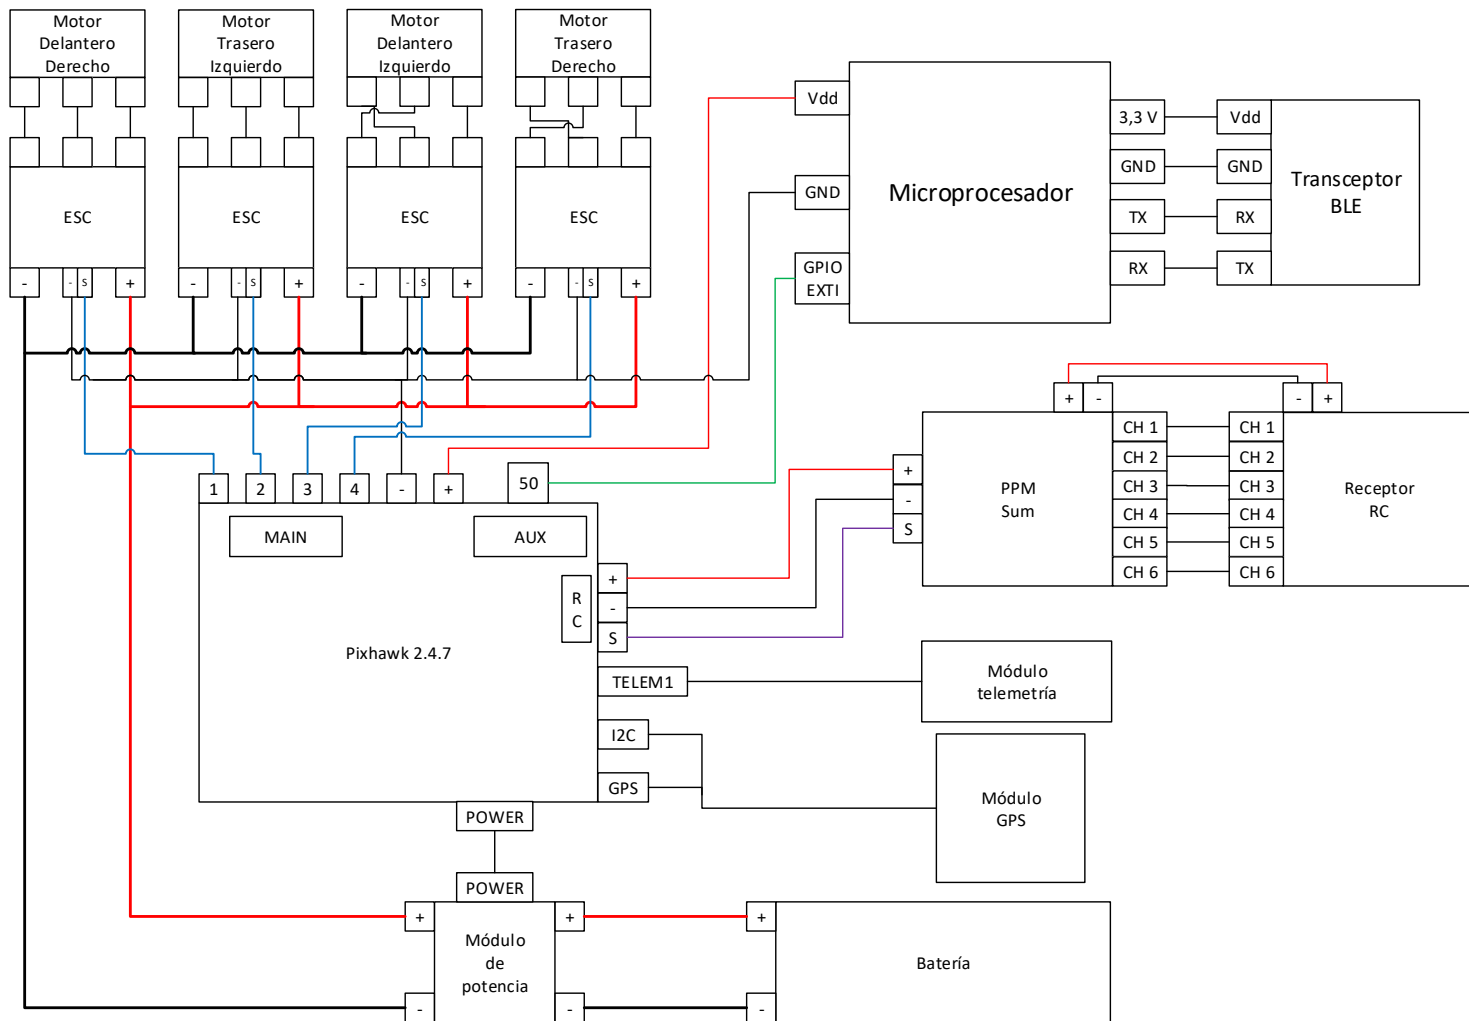 Motor
Delantero
Derecho
Motor
Trasero
Izquierdo
Motor
Delantero
Izquierdo
Motor
Trasero
Derecho
ESC
ESC
ESC
ESC
- - S +
- - S +
- - S +
- - S +
Vdd
GND
GPIO
EXTI
Microprocesador
3,3 V
GND
TX
RX
Vdd
GND
RX
TX
Transceptor
BLE
+ -
- +
+
-
S
PPM
Sum
CH 1
CH 2
CH 3
CH 4
CH 5
CH 6
CH 1
CH 2
CH 3
CH 4
CH 5
CH 6
Receptor
RC
1 2 3 4 - + 50
MAIN
AUX
R
C
+
-
S
Pixhawk 2.4.7
TELEM1
I2C
GPS
POWER
Módulo
telemetría
Módulo
GPS
POWER
+ +
Módulo
de
potencia
- -
+
-
Batería